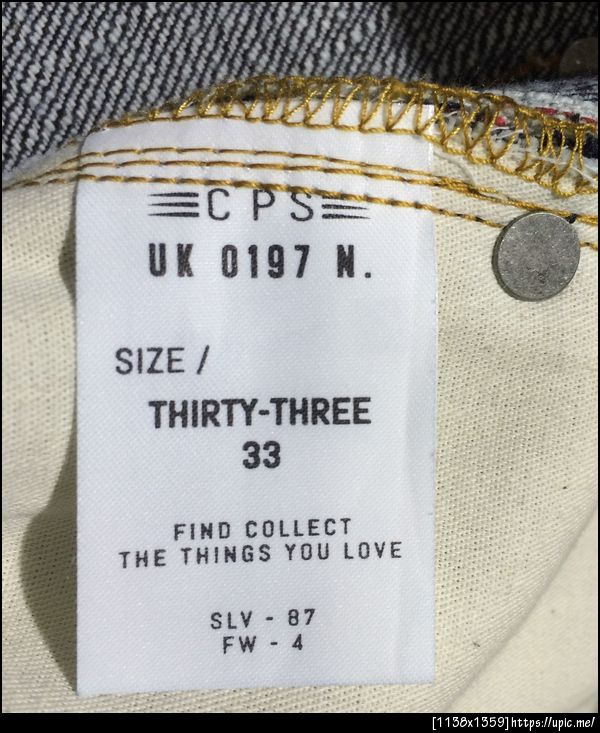 CPS
UK 0197 N.
SIZE /
THIRTY-THREE
33
FIND COLLECT
THE THINGS YOU LOVE
SLV - 87
FW - 4
[1138x1359]https://upic.me/